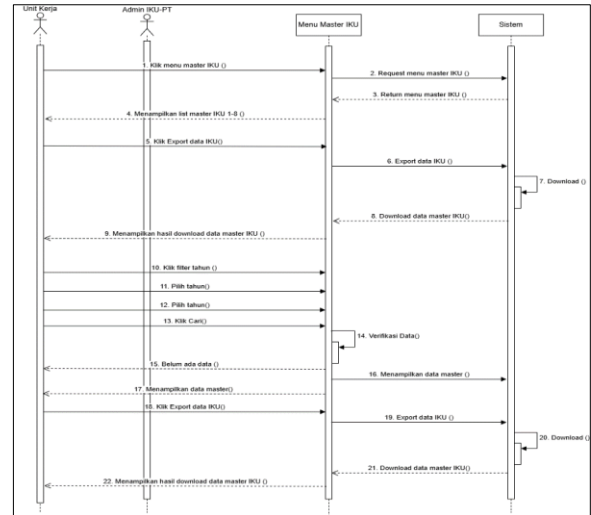 Unit Kerja
Admin IKU-PT
Menu Master IKU
Sistem
1. Klik menu master IKU ()
2. Request menu master IKU ()
3. Return menu master IKU ()
4. Menampilkan list master IKU 1-8 ()
5. Klik Export data IKU()
6. Export data IKU ()
7. Download ()
8. Download data master IKU()
9. Menampilkan hasil download data master IKU ()
10. Klik filter tahun ()
11. Pilih tahun()
12. Pilih tahun()
13. Klik Cari()
14. Verifikasi Data()
15. Belum ada data ()
16. Menampilkan data master ()
17. Menampilkan data master()
18. Klik Export data IKU()
19. Export data IKU ()
20. Download ()
21. Download data master IKU()
22. Menampilkan hasil download data master IKU ()